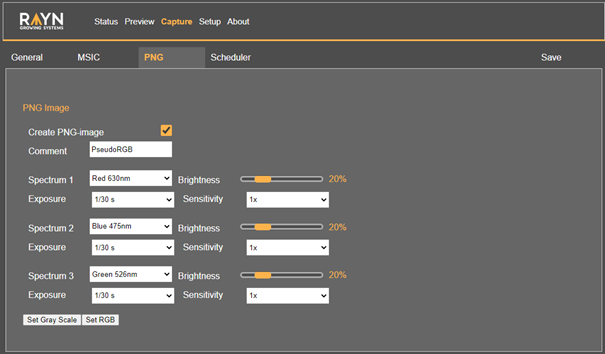 RAYN
GROWING SYSTEMS
Status Preview Capture Setup About
General MSIC PNG Scheduler Save
PNG Image
Create PNG-image
Comment PseudoRGB
Spectrum 1 Red 630nm Brightness 20%
Exposure 1/30 s Sensitivity 1x
Spectrum 2 Blue 475nm Brightness 20%
Exposure 1/30 s Sensitivity 1x
Spectrum 3 Green 526nm Brightness 20%
Exposure 1/30 s Sensitivity 1x
Set Gray Scale Set RGB